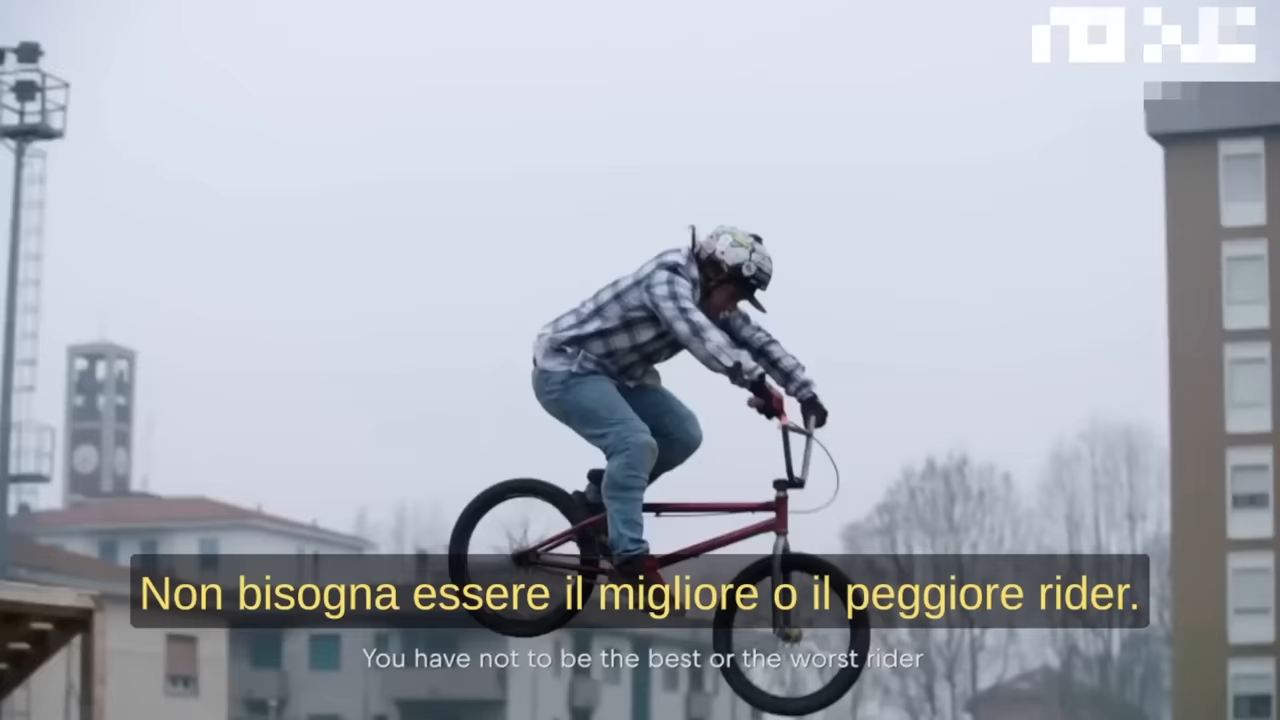 Non bisogna essere il migliore o il peggiore rider.
You have not to be the best or the worst rider